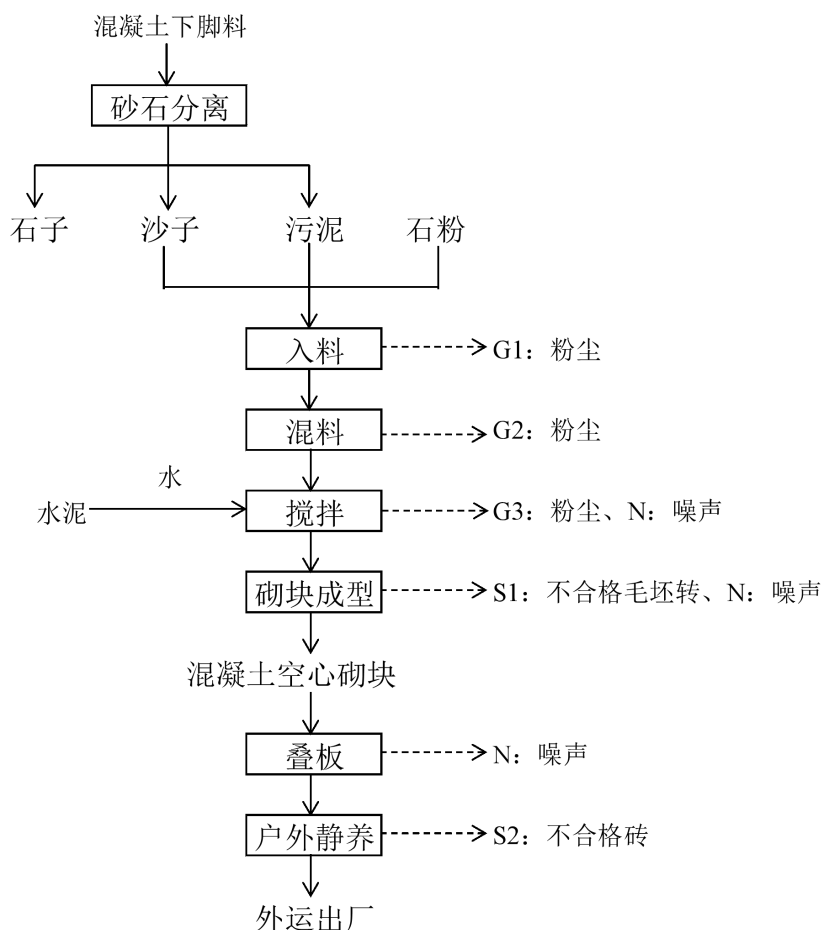 混凝土下脚料
砂石分离
石子 沙子 污泥 石粉
入料 G1：粉尘
混料 G2：粉尘
水
水泥 搅拌 G3：粉尘、N：噪声
砌块成型 S1：不合格毛坯转、N：噪声
混凝土空心砌块
叠板 N：噪声
户外静养 S2：不合格砖
外运出厂